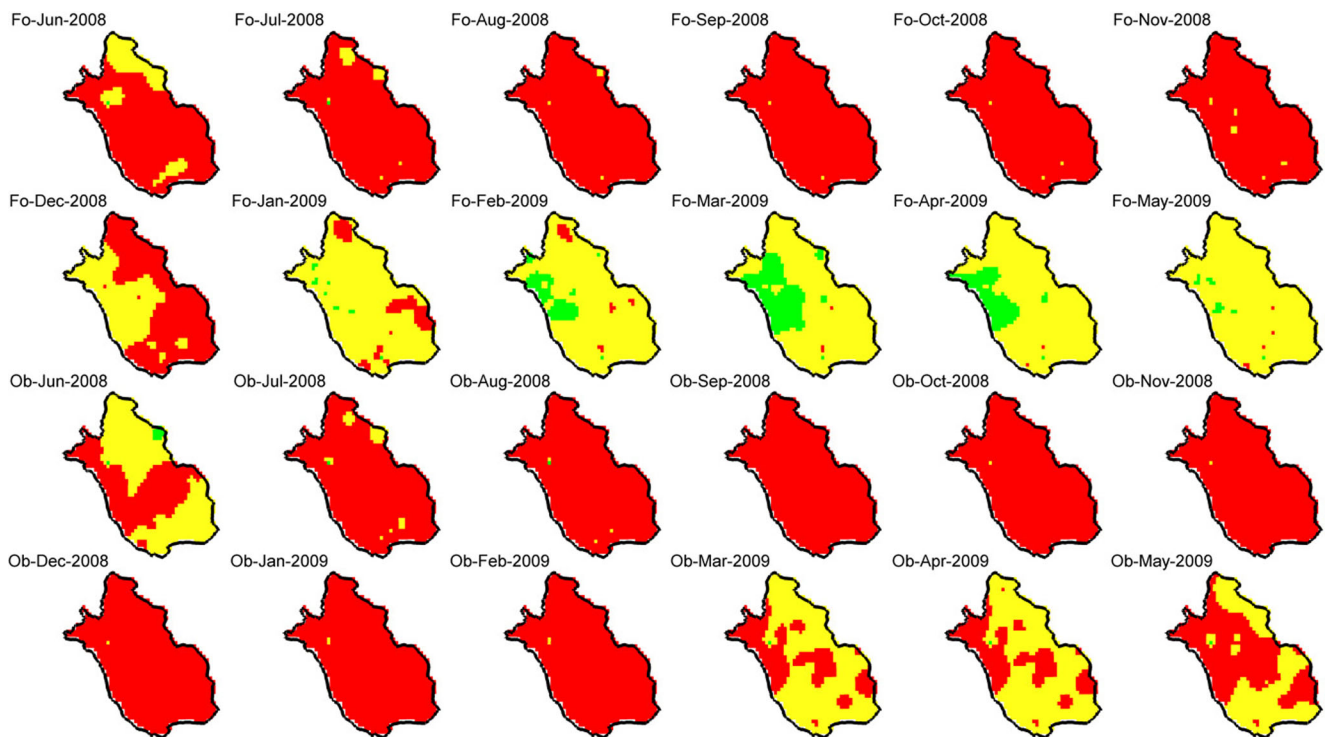 Fo-Jun-2008 Fo-Jul-2008 Fo-Aug-2008 Fo-Sep-2008 Fo-Oct-2008 Fo-Nov-2008
Fo-Dec-2008 Fo-Jan-2009 Fo-Feb-2009 Fo-Mar-2009 Fo-Apr-2009 Fo-May-2009
Ob-Jun-2008 Ob-Jul-2008 Ob-Aug-2008 Ob-Sep-2008 Ob-Oct-2008 Ob-Nov-2008
Ob-Dec-2008 Ob-Jan-2009 Ob-Feb-2009 Ob-Mar-2009 Ob-Apr-2009 Ob-May-2009